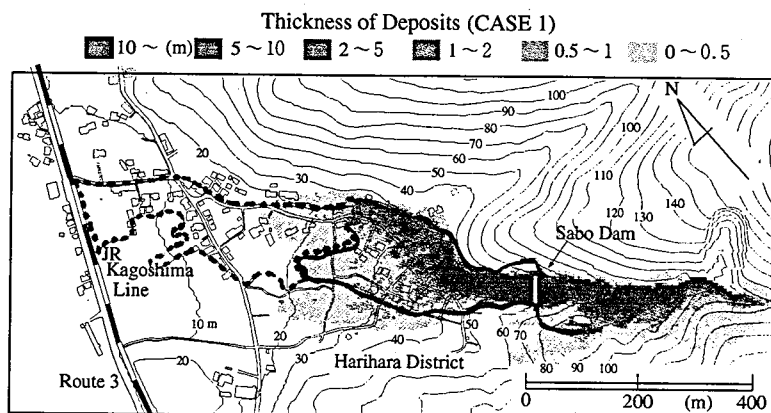 Thickness of Deposits (CASE 1)
10～(m) 5～10 2～5 1～2 0.5～1 0～0.5
N
100
90
80
70
60
50
40
30
20
100
110
120 130 140
Sabo Dam
JR
Kagoshima
Line
10 m
20
20
30
40
50
60
70
80 90 100
Harihara District
Route 3
0 200 (m) 400